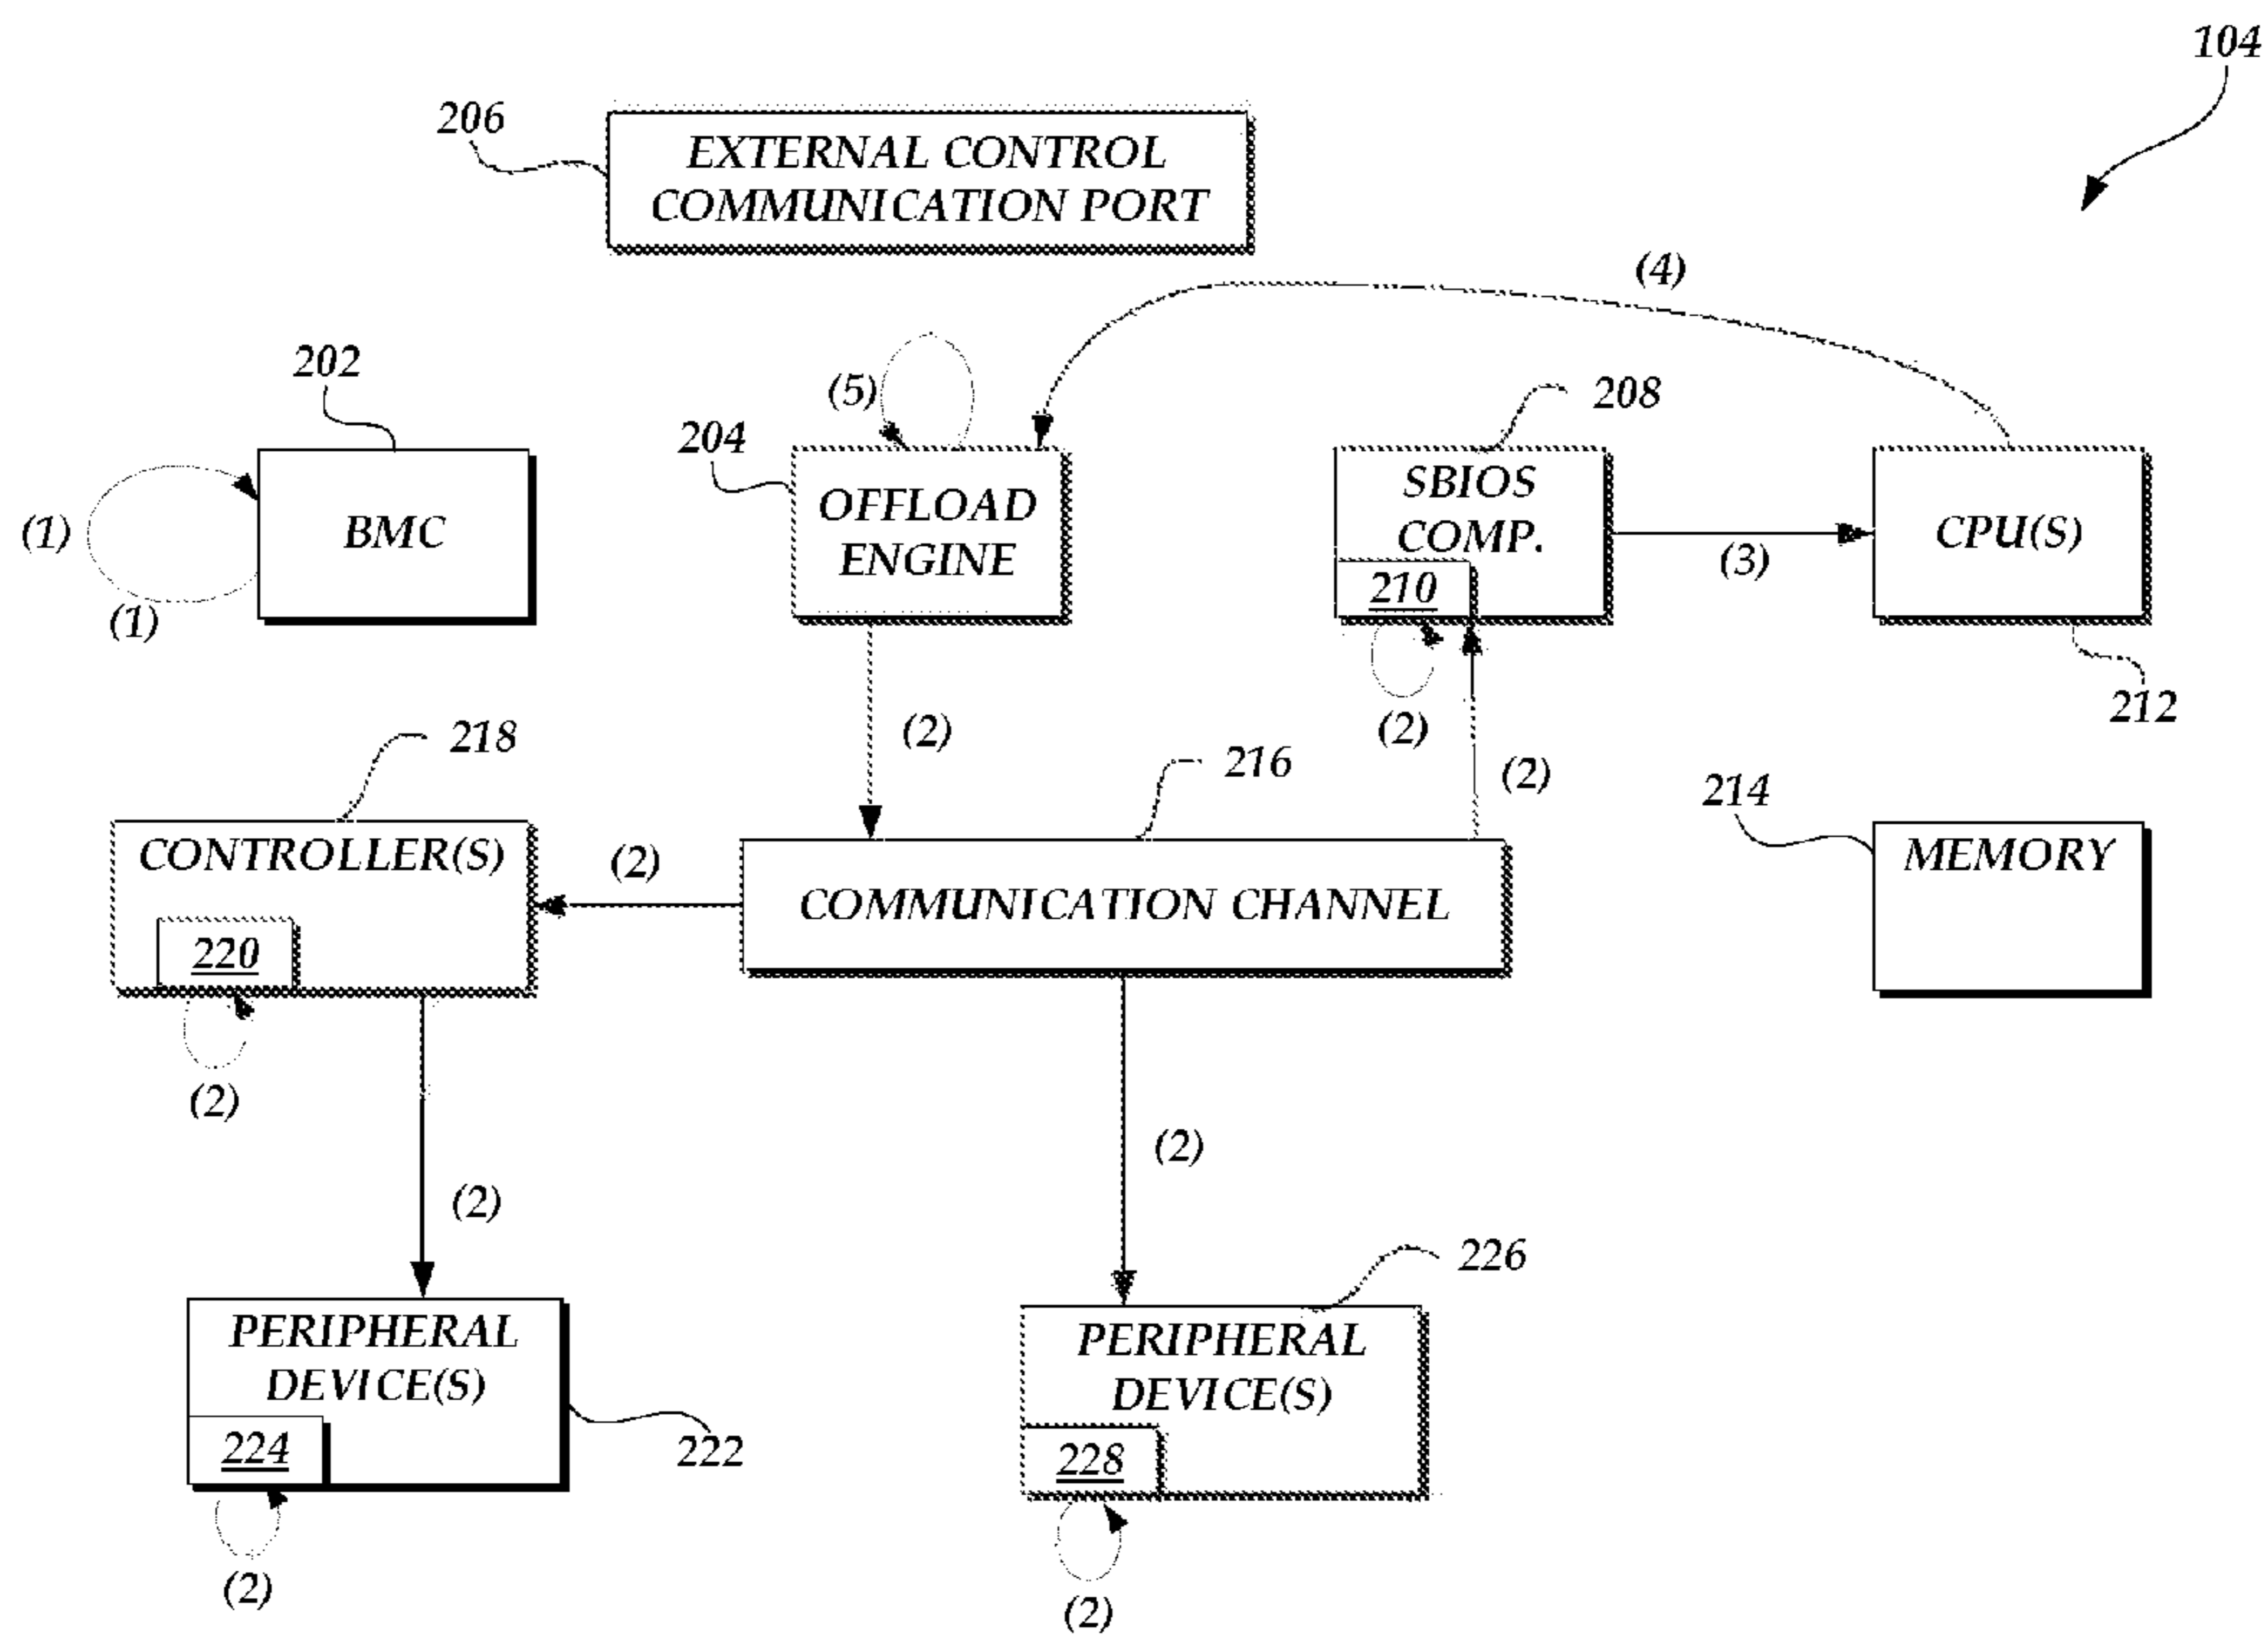 104
206
EXTERNAL CONTROL
COMMUNICATION PORT
(4)
202
(5)
208
204
SBIOS
COMP.
210
OFFLOAD
ENGINE
BMC
CPU(S)
(1)
(3)
(1)
212
(2)
(2)
218
216
(2)
214
CONTROLLER(S)
(2)
MEMORY
COMMUNICATION CHANNEL
220
(2)
(2)
(2)
226
PERIPHERAL
DEVICE(S)
PERIPHERAL
DEVICE(S)
224
222
228
(2)
(2)